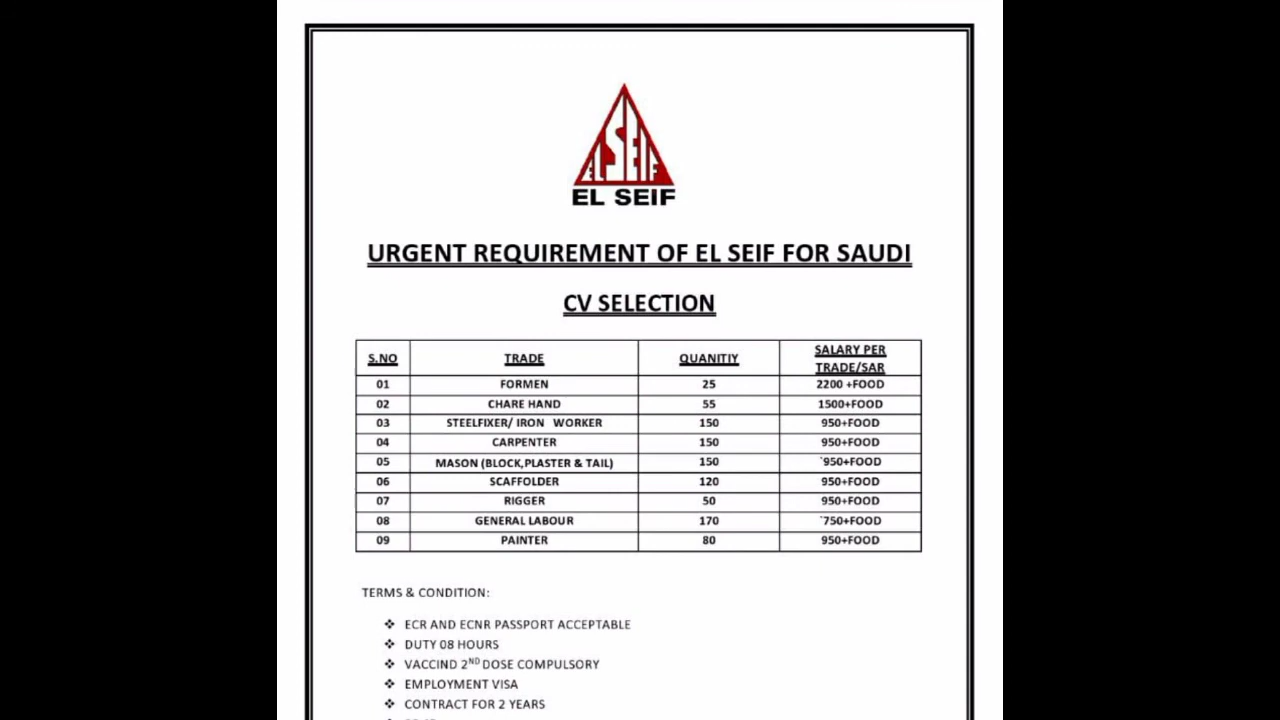 EL SEIF
EL SEIF
URGENT REQUIREMENT OF EL SEIF FOR SAUDI
CV SELECTION
S.NO TRADE QUANITIY SALARY PER TRADE/SAR
01 FORMEN 25 2200 +FOOD
02 CHARE HAND 55 1500+FOOD
03 STEELFIXER/ IRON WORKER 150 950+FOOD
04 CARPENTER 150 950+FOOD
05 MASON (BLOCK,PLASTER & TAIL) 150 `950+FOOD
06 SCAFFOLDER 120 950+FOOD
07 RIGGER 50 950+FOOD
08 GENERAL LABOUR 170 `750+FOOD
09 PAINTER 80 950+FOOD
TERMS & CONDITION:
❖ ECR AND ECNR PASSPORT ACCEPTABLE
❖ DUTY 08 HOURS
❖ VACCIND 2ND DOSE COMPULSORY
❖ EMPLOYMENT VISA
❖ CONTRACT FOR 2 YEARS